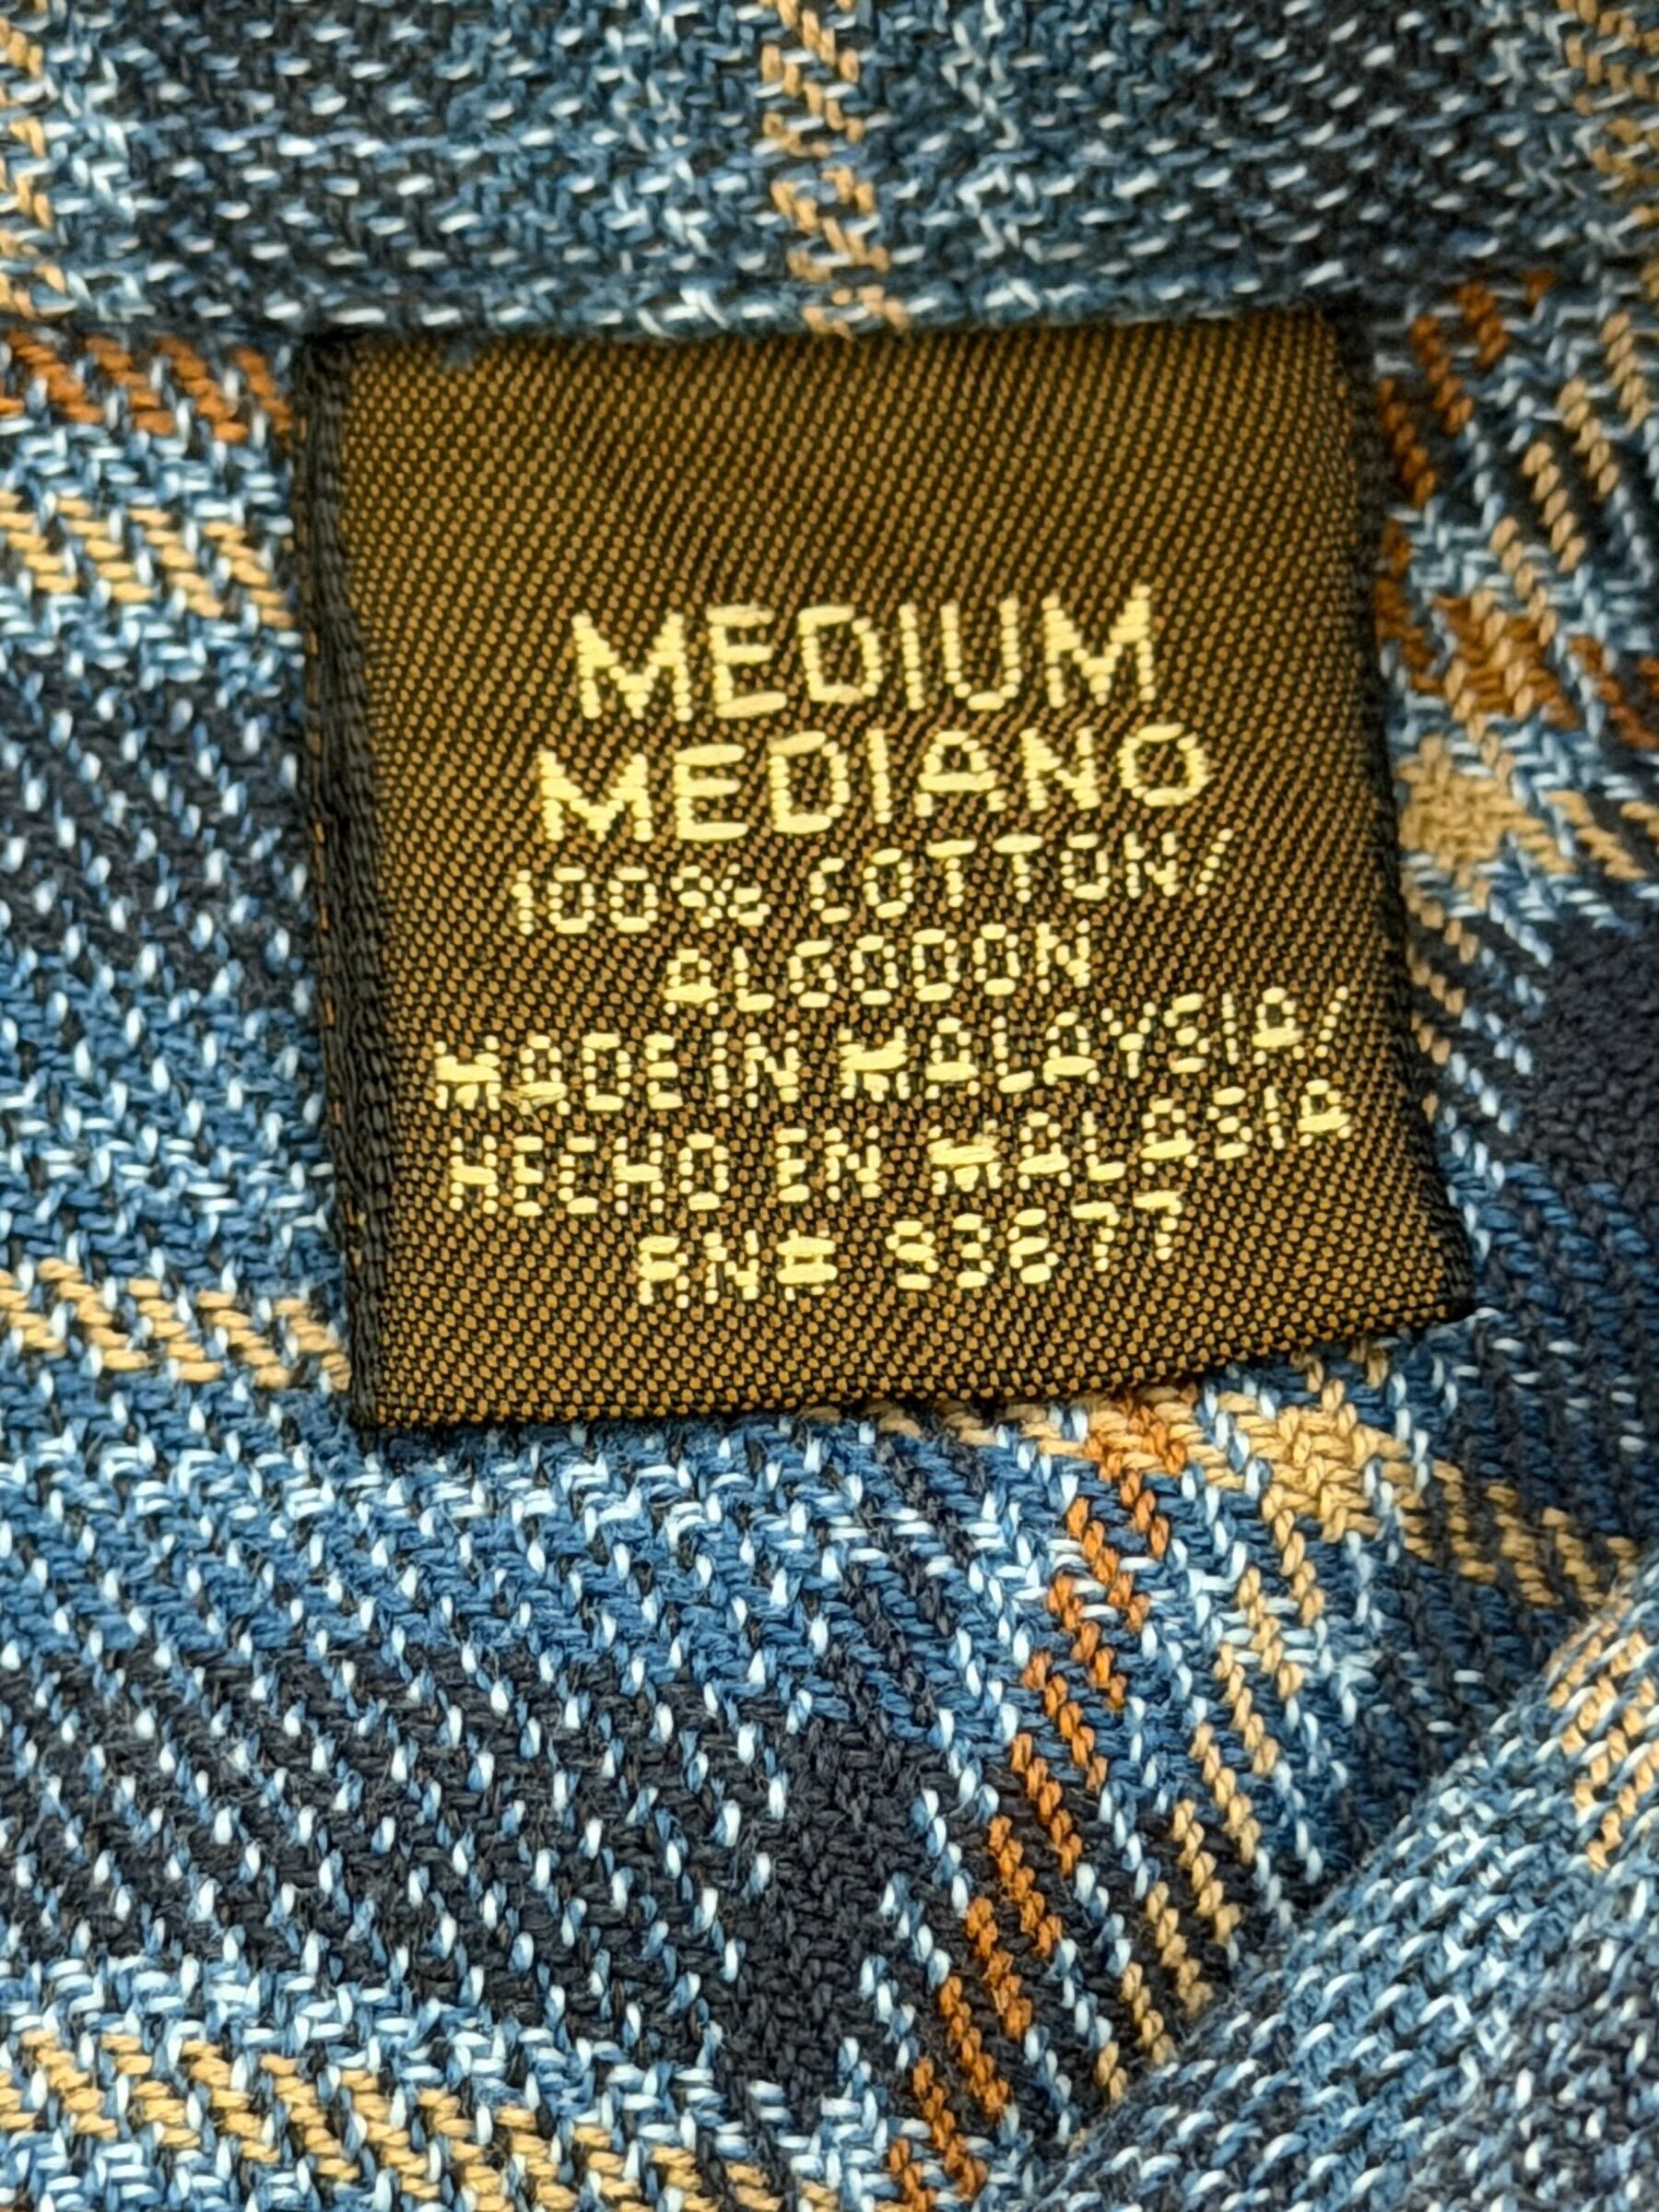 MEDIUM
MEDIANO
100% COTTON/
ALGODON
MADE IN MALAYSIA/
HECHO EN MALASIA
RN# 93677